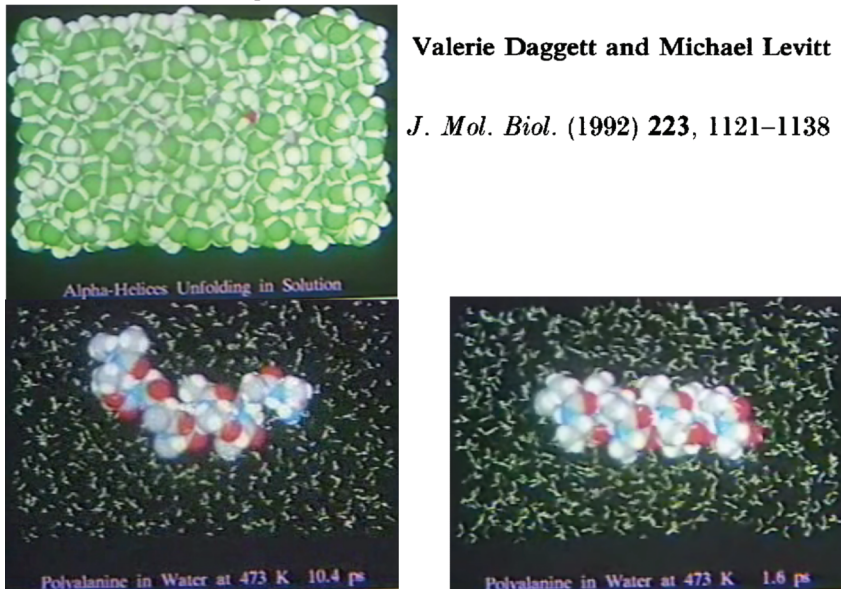 Valerie Daggett and Michael Levitt
J. Mol. Biol. (1992) 223, 1121–1138
Alpha-Helices Unfolding in Solution
Polyalanine in Water at 473 K 10.4 ps
Polyalanine in Water at 473 K 1.6 ps